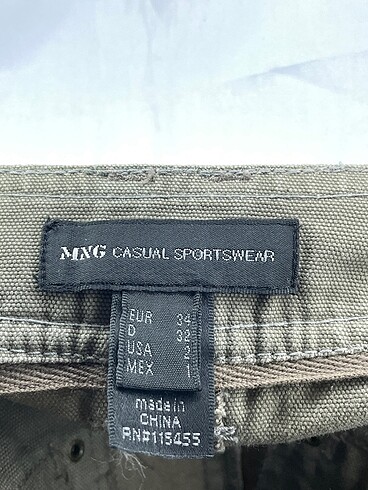 MNG CASUAL SPORTSWEAR
EUR 34
D 32
USA 2
MEX 1
made in
CHINA
RN#115455